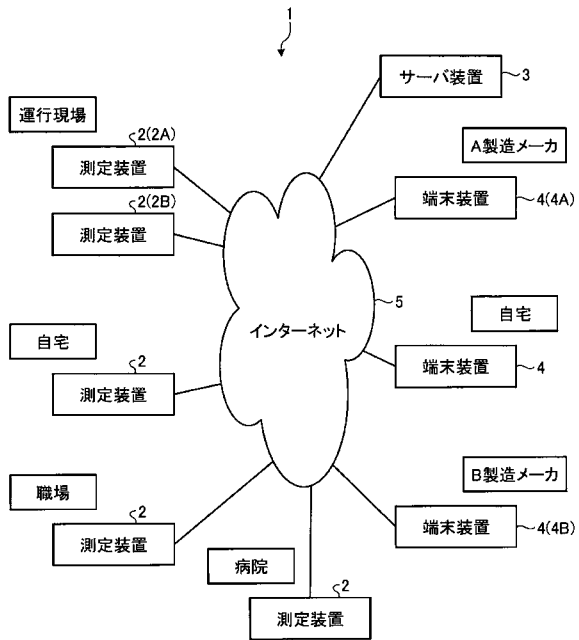 1
サーバ装置
3
運行現場
2(2A)
測定装置
A製造メーカ
2(2B)
測定装置
端末装置
4(4A)
5
インターネット
自宅
自宅
2
測定装置
端末装置
4
職場
B製造メーカ
2
測定装置
端末装置
4(4B)
病院
2
測定装置